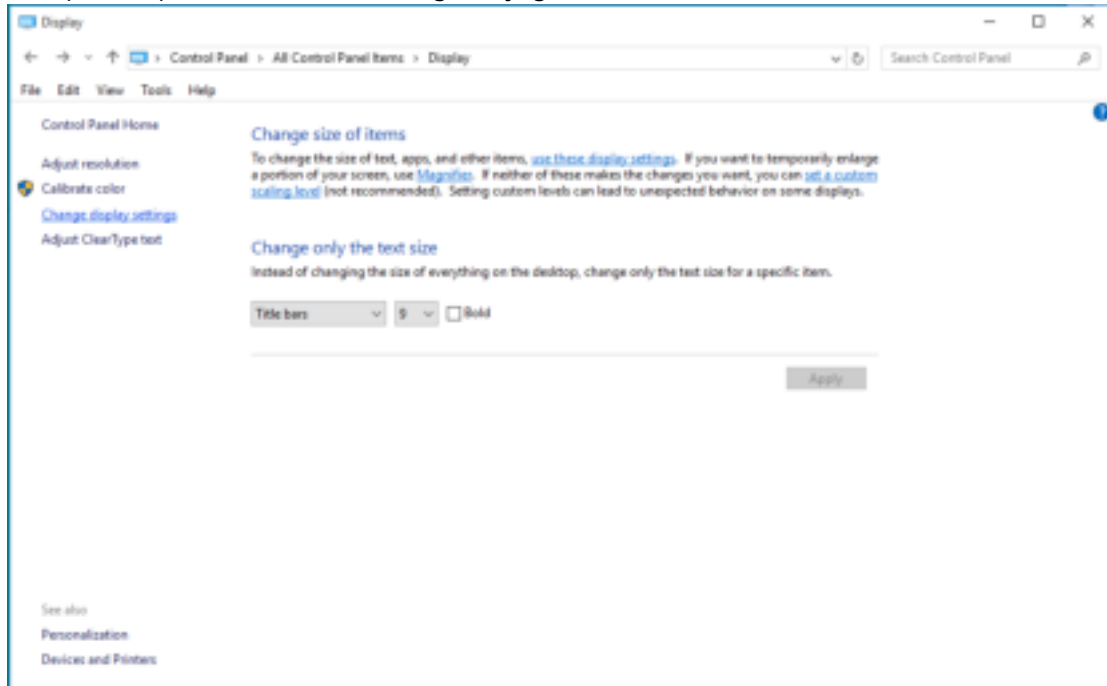 Display
Control Panel > All Control Panel Items > Display
Search Control Panel
File Edit View Tools Help
Control Panel Home
Adjust resolution
Calibrate color
Change display settings
Adjust ClearType text
Change size of items
To change the size of text, apps, and other items, use these display settings. If you want to temporarily enlarge
a portion of your screen, use Magnifier. If neither of these makes the changes you want, you can set a custom
scaling level (not recommended). Setting custom levels can lead to unexpected behavior on some displays.
Change only the text size
Instead of changing the size of everything on the desktop, change only the text size for a specific item.
Title bars 9 Bold
Apply
See also
Personalization
Devices and Printers